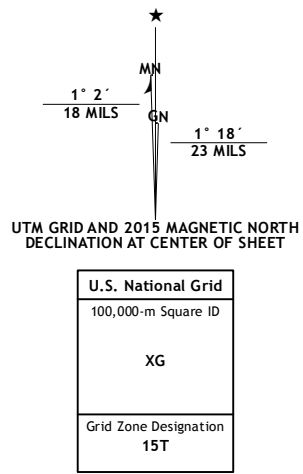 MN
1° 2´
18 MILS
GN
1° 18´
23 MILS
UTM GRID AND 2015 MAGNETIC NORTH
DECLINATION AT CENTER OF SHEET
U.S. National Grid
100,000-m Square ID
XG
Grid Zone Designation
15T